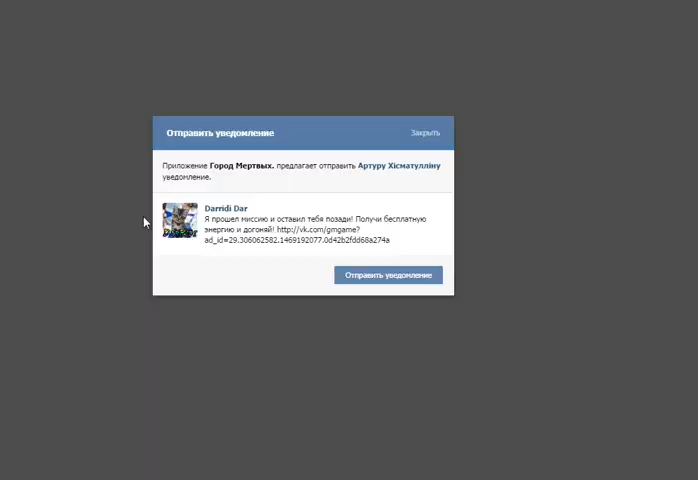 Отправить уведомление
Закрыть
Приложение Город Мертвых. предлагает отправить Артуру Хісматулліну
уведомление.
Darridi Dar
Я прошел миссию и оставил тебя позади! Получи бесплатную
энергию и догоняй! http://vk.com/gmgame?
ad_id=29.306062582.1469192077.0d42b2fdd68a274a
Отправить уведомление